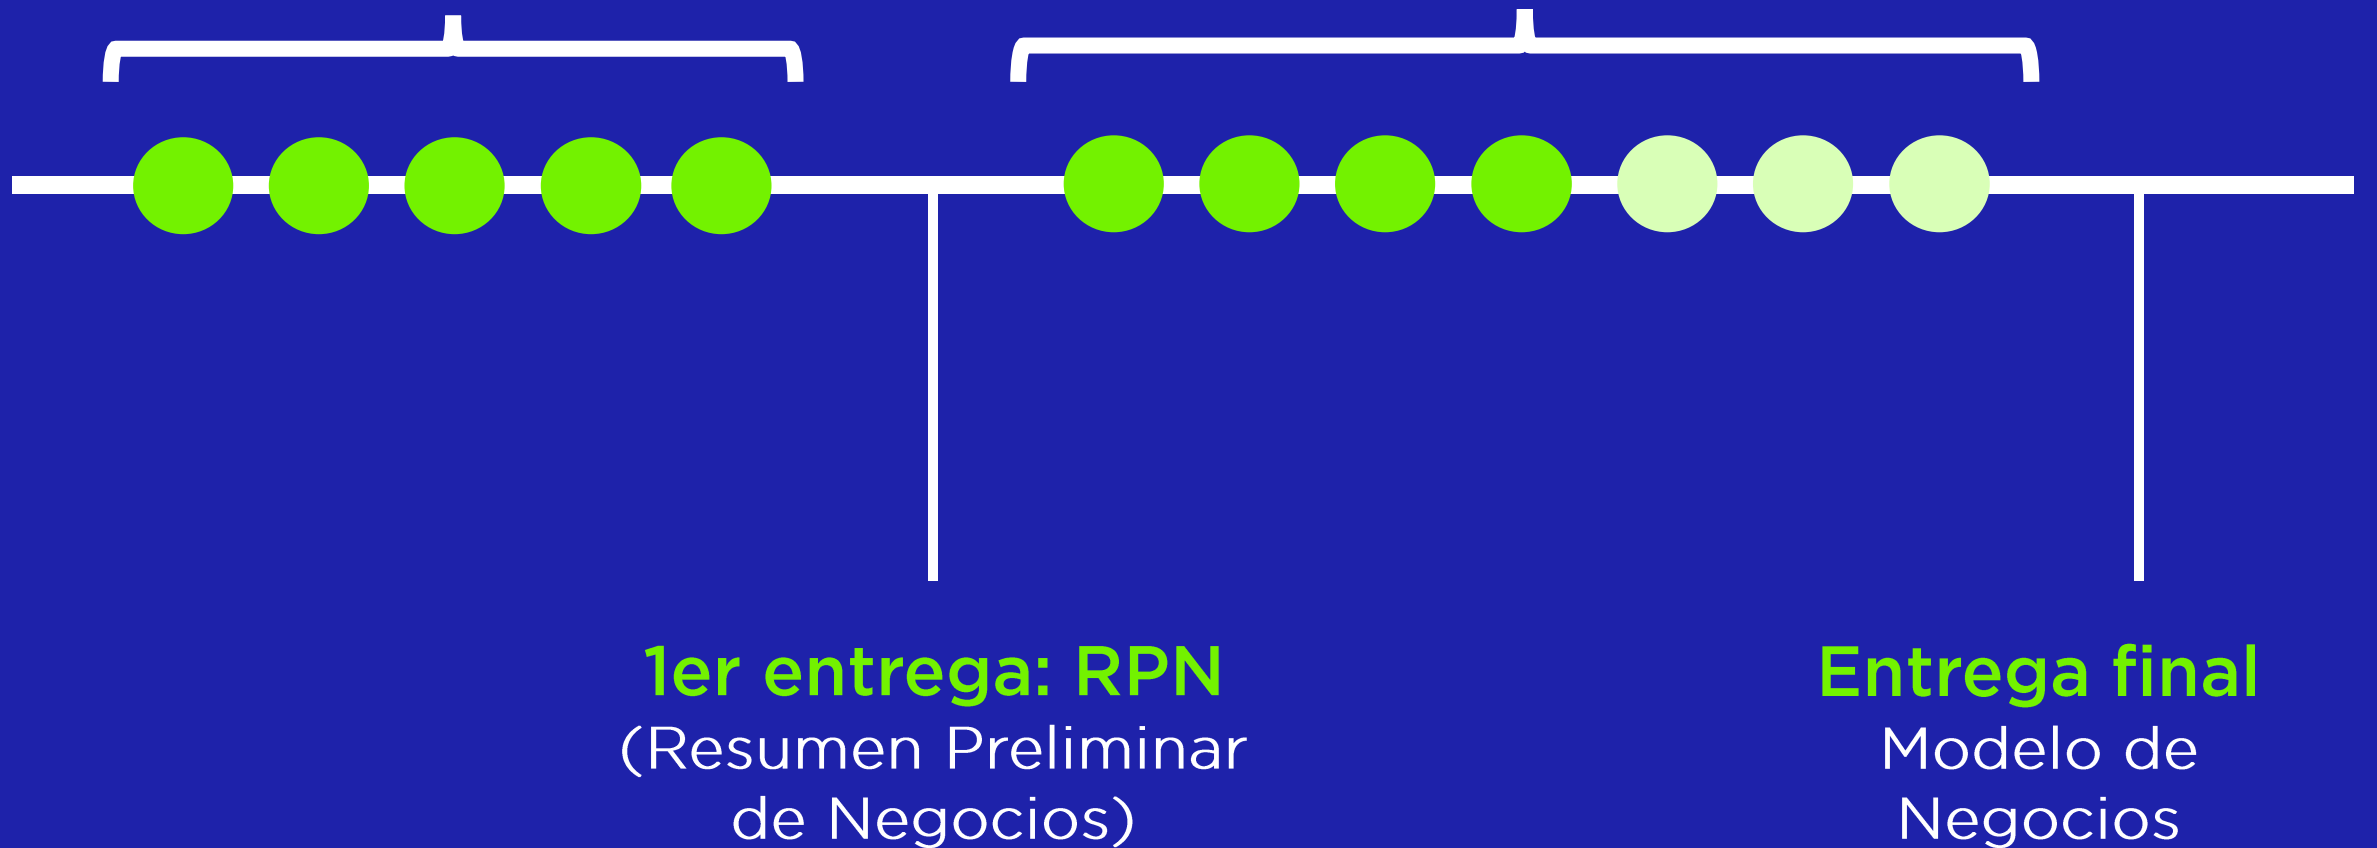 1er entrega: RPN
(Resumen Preliminar
de Negocios)
Entrega final
Modelo de
Negocios